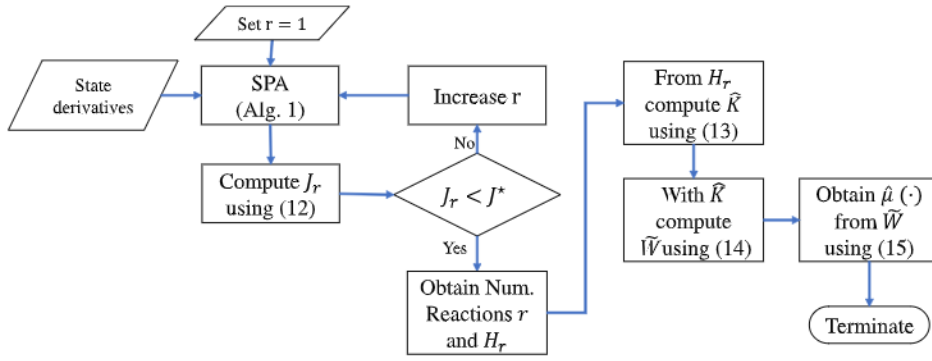 Set r = 1
State
derivatives
SPA
(Alg. 1)
Increase r
No
Compute J_r
using (12)
J_r < J^⋆
Yes
Obtain Num.
Reactions r
and H_r
From H_r
compute K̂
using (13)
With K̂
compute
W̃ using (14)
Obtain μ̂ (·)
from W̃
using (15)
Terminate